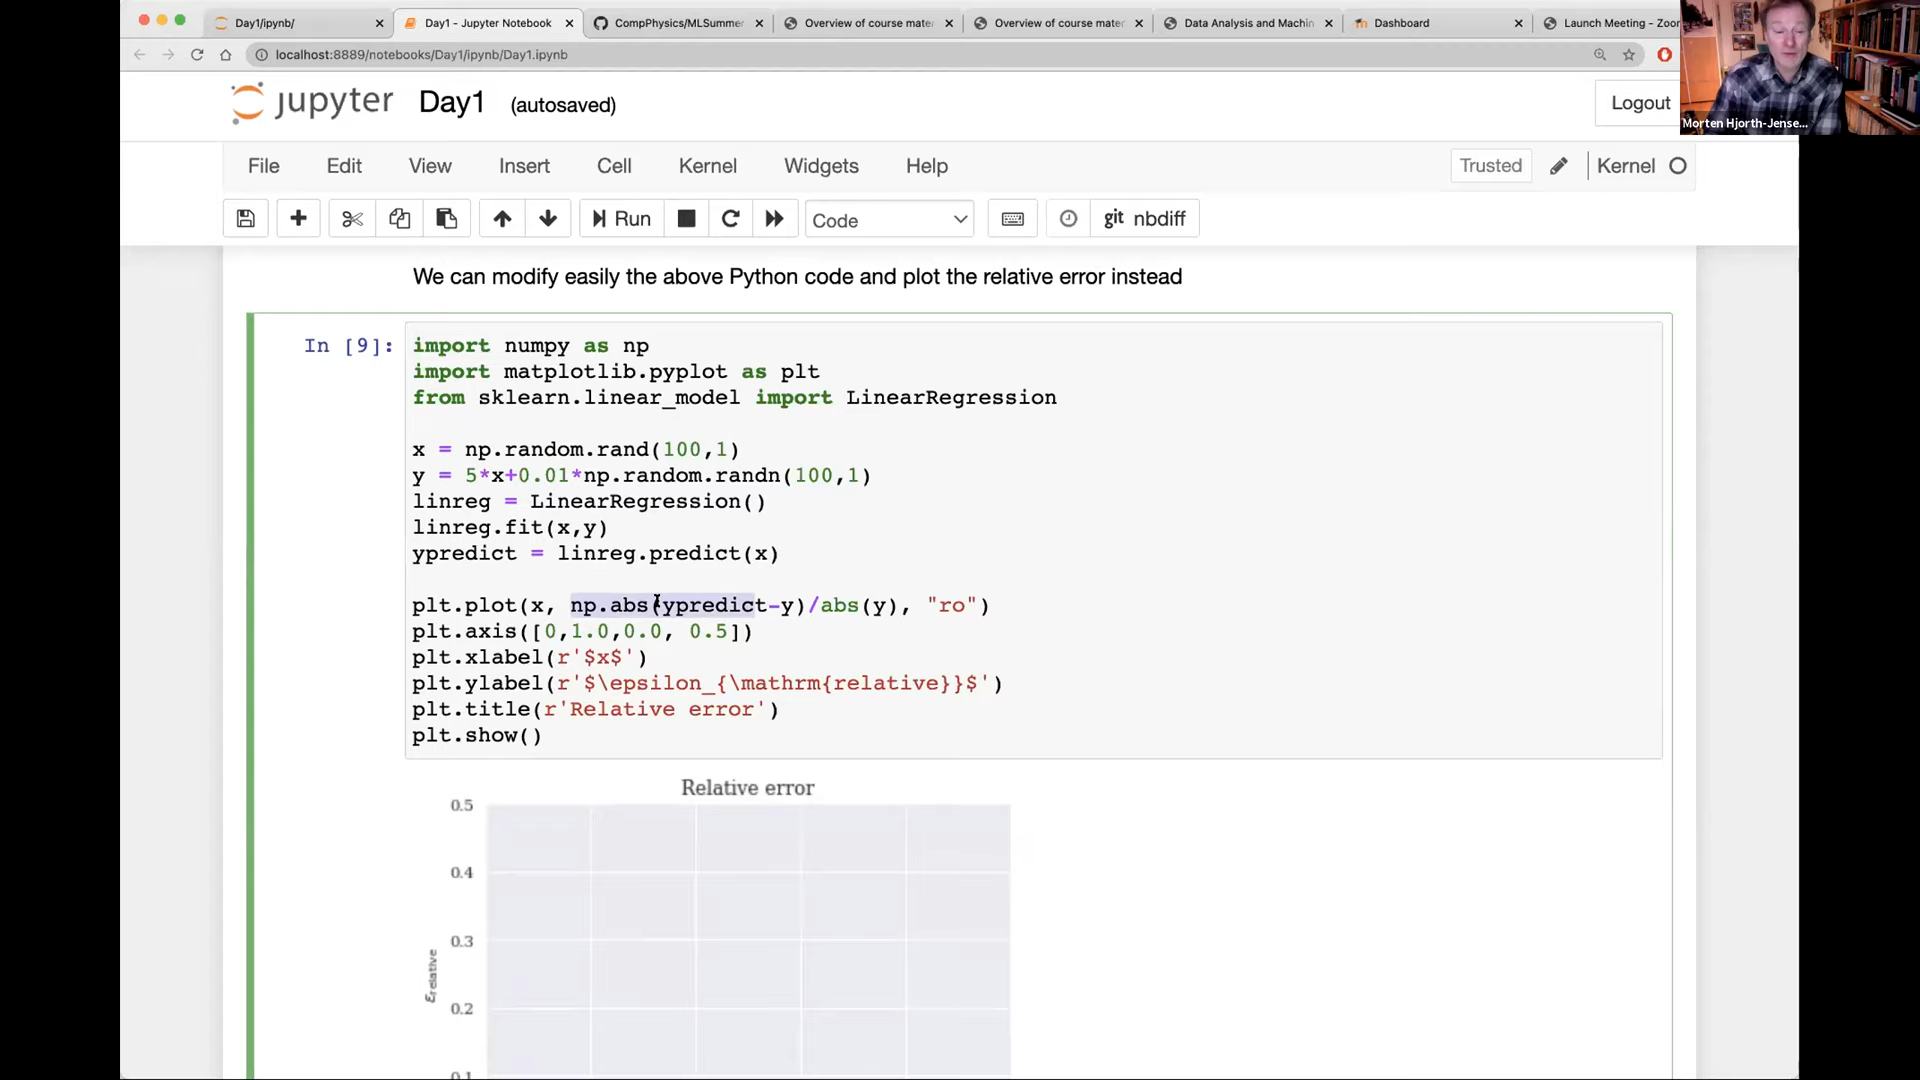 Day1/ipynb/
Day1 - Jupyter Notebook
CompPhysics/MLSummer
Overview of course mater
Overview of course mater
Data Analysis and Machin
Dashboard
Launch Meeting - Zoo
localhost:8889/notebooks/Day1/ipynb/Day1.ipynb
Morten Hjorth-Jense...
jupyter Day1 (autosaved)
Logout
File Edit View Insert Cell Kernel Widgets Help
Trusted Kernel
Run Code git nbdiff
We can modify easily the above Python code and plot the relative error instead
In [9]:
import numpy as np
import matplotlib.pyplot as plt
from sklearn.linear_model import LinearRegression
x = np.random.rand(100,1)
y = 5*x+0.01*np.random.randn(100,1)
linreg = LinearRegression()
linreg.fit(x,y)
ypredict = linreg.predict(x)
plt.plot(x, np.abs(ypredict-y)/abs(y), "ro")
plt.axis([0,1.0,0.0, 0.5])
plt.xlabel(r'$x$')
plt.ylabel(r'$\epsilon_{\mathrm{relative}}$')
plt.title(r'Relative error')
plt.show()
Relative error
0.5
0.4
0.3
εrelative
0.2
0.1